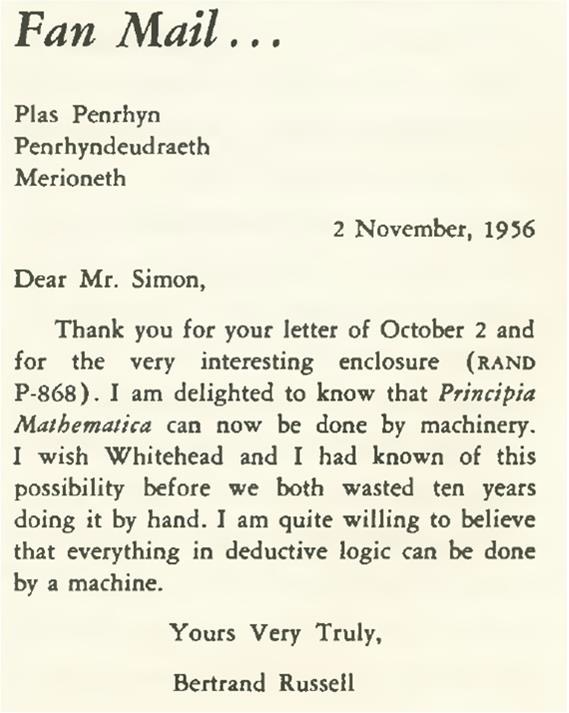 Fan Mail...
Plas Penrhyn
Penrhyndeudraeth
Merioneth
2 November, 1956
Dear Mr. Simon,
Thank you for your letter of October 2 and
for the very interesting enclosure (RAND
P-868). I am delighted to know that Principia
Mathematica can now be done by machinery.
I wish Whitehead and I had known of this
possibility before we both wasted ten years
doing it by hand. I am quite willing to believe
that everything in deductive logic can be done
by a machine.
Yours Very Truly,
Bertrand Russell